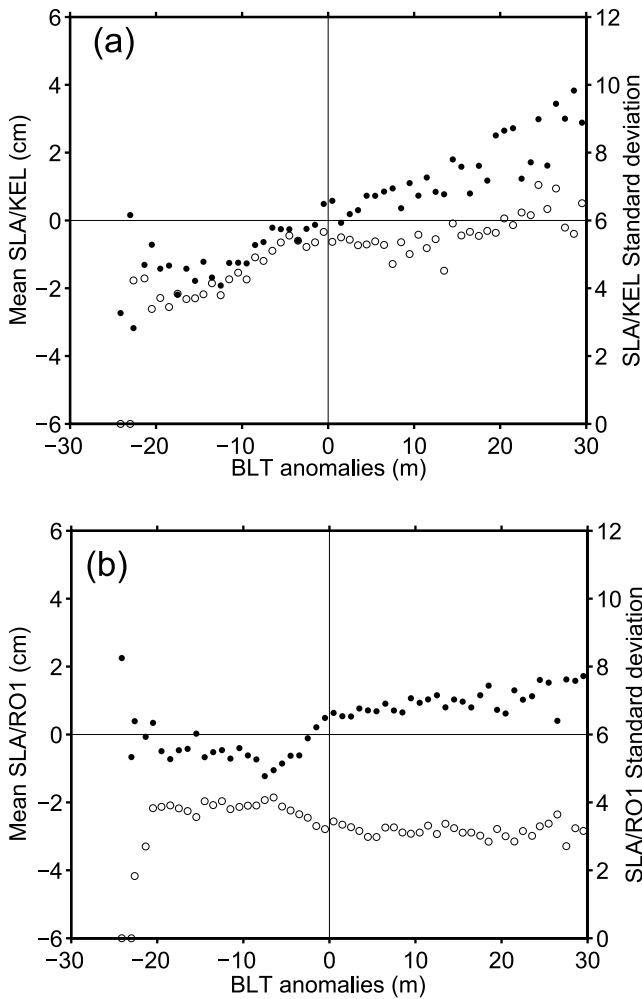 (a)
6
4
2
0
−2
−4
−6
Mean SLA/KEL (cm)
12
10
8
6
4
2
0
SLA/KEL Standard deviation
−30 −20 −10 0 10 20 30
BLT anomalies (m)
(b)
6
4
2
0
−2
−4
−6
Mean SLA/RO1 (cm)
12
10
8
6
4
2
0
SLA/RO1 Standard deviation
−30 −20 −10 0 10 20 30
BLT anomalies (m)